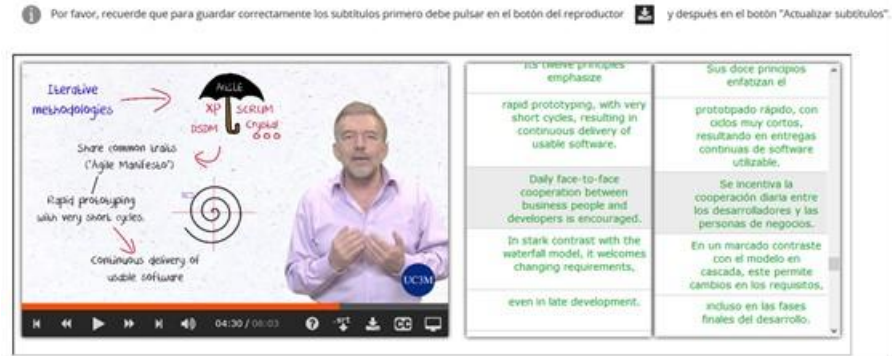 Por favor, recuerde que para guardar correctamente los subtítulos primero debe pulsar en el botón del reproductor y después en el botón "Actualizar subtítulos".
Iterative
methodologies
AGILE
XP SCRUM
DSDM Crystal
Share common traits
("Agile Manifesto")
Rapid prototyping
with very short cycles.
Continuous delivery of
usable software
UC3M
04:30 / 06:03
CC
Its twelve principles
emphasize
rapid prototyping, with very
short cycles, resulting in
continuous delivery of
usable software.
Daily face-to-face
cooperation between
business people and
developers is encouraged.
In stark contrast with the
waterfall model, it welcomes
changing requirements,
even in late development.
Sus doce principios
enfatizan el
prototipado rápido, con
ciclos muy cortos,
resultando en entregas
continuas de software
utilizable.
Se incentiva la
cooperación diaria entre
los desarrolladores y las
personas de negocios.
En un marcado contraste
con el modelo en
cascada, este permite
cambios en los requisitos,
incluso en las fases
finales del desarrollo.